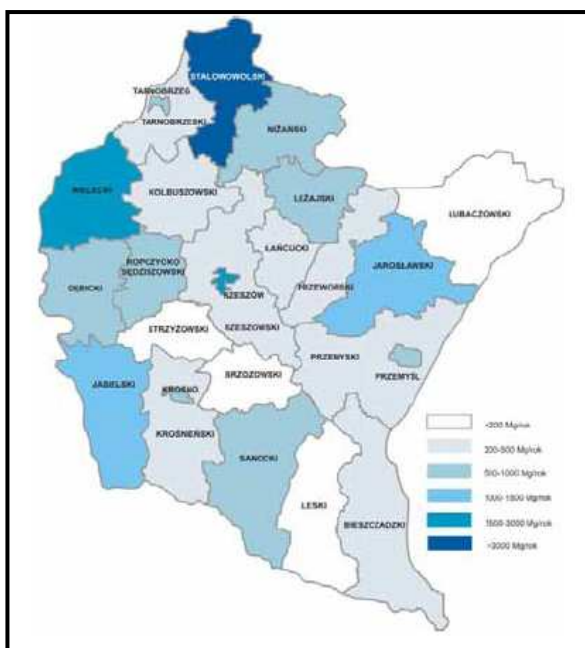 STALOWOWOLSKI
TARNOBRZEG
TARNOBRZESKI
NIŻAŃSKI
MIELECKI
KOLBUSZOWSKI
LEŻAJSKI
LUBACZOWSKI
ŁAŃCUCKI
ROPCZYCKO
SĘDZISZOWSKI
JAROSŁAWSKI
DĘBICKI
RZESZÓW
PRZEWORSKI
STRZYŻOWSKI
RZESZOWSKI
PRZEMYSKI
BRZOZOWSKI
PRZEMYŚL
JASIELSKI
KROSNO
KROŚNIEŃSKI
SANOCKI
LESKI
BIESZCZADZKI
<200 Mg/rok
200-500 Mg/rok
500-1000 Mg/rok
1000-1500 Mg/rok
1500-3000 Mg/rok
>3000 Mg/rok